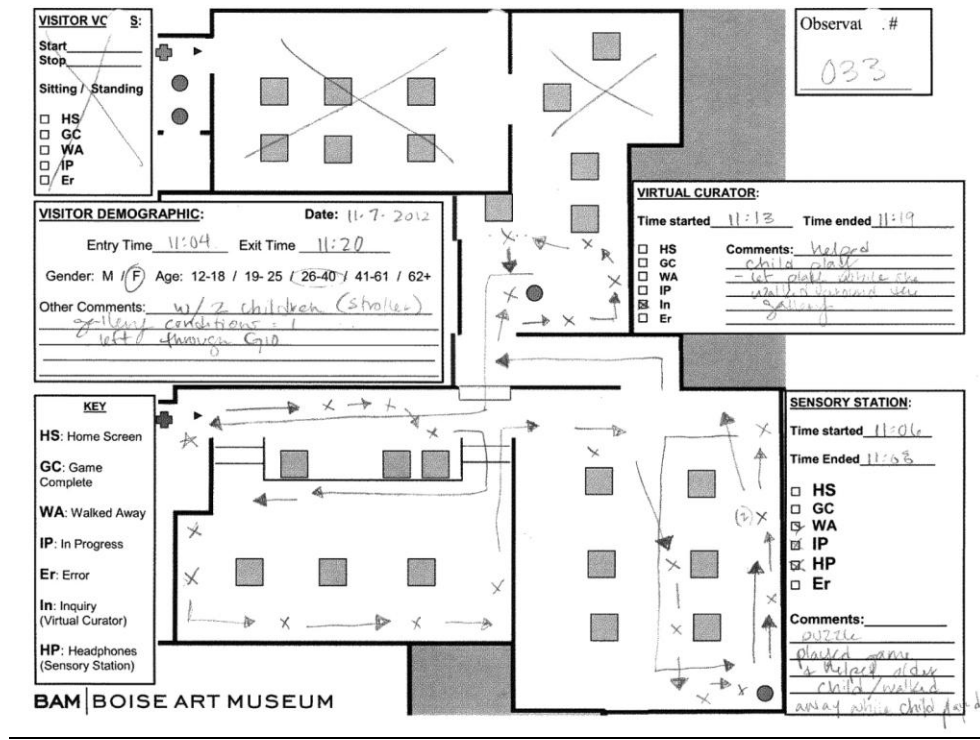 VISITOR VO S:
Start
Stop
Sitting / Standing
HS
GC
WA
IP
Er
Observat . #
033
VISITOR DEMOGRAPHIC: Date: 11-7-2012
Entry Time 11:04 Exit Time 11:20
Gender: M / F Age: 12-18 / 19- 25 / 26-40 / 41-61 / 62+
Other Comments: w/ 2 children (stroller)
gallery conditions = 1
left through G10
VIRTUAL CURATOR:
Time started 11:13 Time ended 11:19
HS
GC
WA
IP
In
Er
Comments: helped
child play
- let play while she
walked around the
gallery
KEY
HS: Home Screen
GC: Game
Complete
WA: Walked Away
IP: In Progress
Er: Error
In: Inquiry
(Virtual Curator)
HP: Headphones
(Sensory Station)
(2)
SENSORY STATION:
Time started 11:06
Time Ended 11:08
HS
GC
WA
IP
HP
Er
Comments:
puzzle
played game
& helped older
child/walked
away while child played
BAM BOISE ART MUSEUM